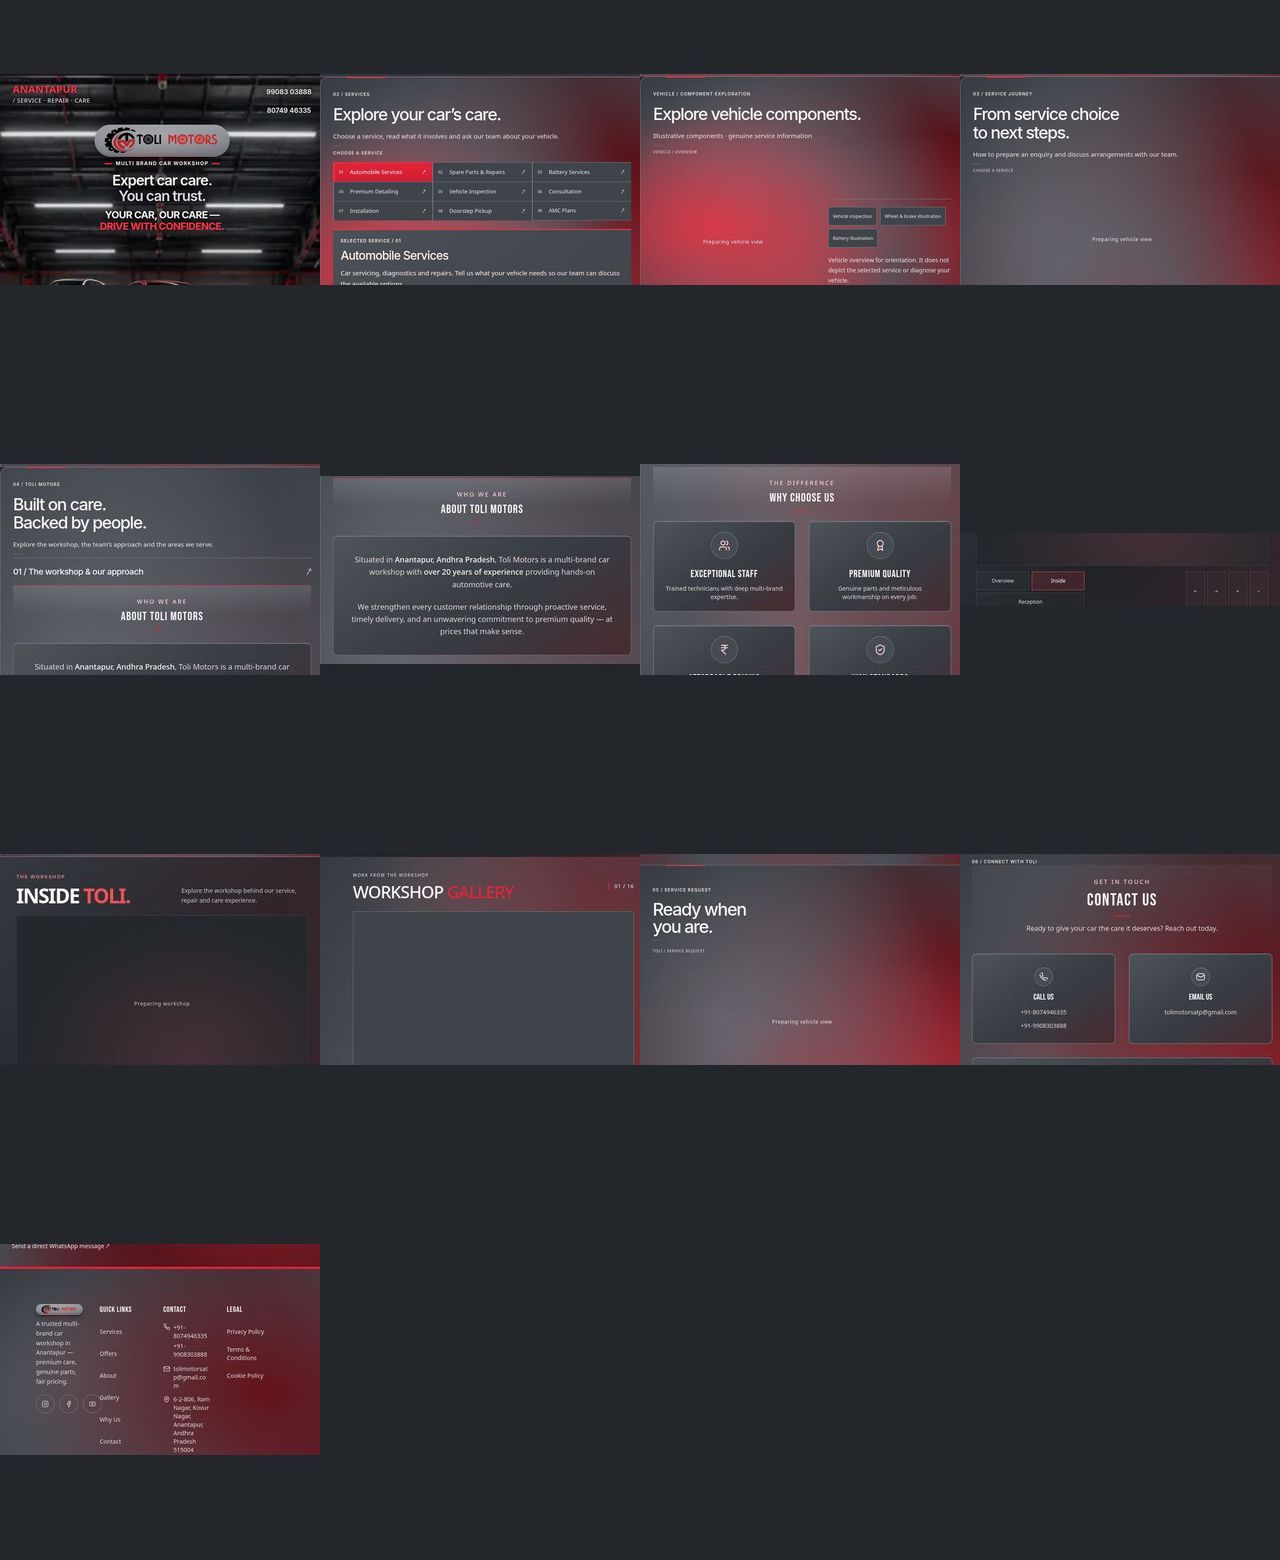 ANANTAPUR
/ SERVICE · REPAIR · CARE
99083 03888
80749 46335
TOLI MOTORS
MULTI BRAND CAR WORKSHOP
Expert car care.
You can trust.
YOUR CAR, OUR CARE —
DRIVE WITH CONFIDENCE.
02 / SERVICES
Explore your car's care.
Choose a service, read what it involves and ask our team about your vehicle.
CHOOSE A SERVICE
01 Automobile Services ↗
02 Spare Parts & Repairs ↗
03 Battery Services ↗
04 Premium Detailing ↗
05 Vehicle Inspection ↗
06 Consultation ↗
07 Installation ↗
08 Doorstep Pickup ↗
09 AMC Plans ↗
SELECTED SERVICE / 01
Automobile Services
Car servicing, diagnostics and repairs. Tell us what your vehicle needs so our team can discuss
the available options.
VEHICLE / COMPONENT EXPLORATION
Explore vehicle components.
Illustrative components · genuine service information
VEHICLE / OVERVIEW
Preparing vehicle view
Vehicle inspection
Wheel & brake illustration
Battery illustration
Vehicle overview for orientation. It does not
depict the selected service or diagnose your
vehicle.
03 / SERVICE JOURNEY
From service choice
to next steps.
How to prepare an enquiry and discuss arrangements with our team.
CHOOSE A SERVICE
Preparing vehicle view
04 / TOLI MOTORS
Built on care.
Backed by people.
Explore the workshop, the team's approach and the areas we serve.
01 / The workshop & our approach ↗
WHO WE ARE
ABOUT TOLI MOTORS
Situated in Anantapur, Andhra Pradesh, Toli Motors is a multi-brand car
WHO WE ARE
ABOUT TOLI MOTORS
Situated in Anantapur, Andhra Pradesh, Toli Motors is a multi-brand car
workshop with over 20 years of experience providing hands-on
automotive care.
We strengthen every customer relationship through proactive service,
timely delivery, and an unwavering commitment to premium quality — at
prices that make sense.
THE DIFFERENCE
WHY CHOOSE US
EXCEPTIONAL STAFF
Trained technicians with deep multi-brand
expertise.
PREMIUM QUALITY
Genuine parts and meticulous
workmanship on every job.
Overview
Inside
Reception
← → + −
THE WORKSHOP
INSIDE TOLI.
Explore the workshop behind our service,
repair and care experience.
Preparing workshop
WORK FROM THE WORKSHOP
WORKSHOP GALLERY
01 / 16
05 / SERVICE REQUEST
Ready when
you are.
TOLI / SERVICE REQUEST
Preparing vehicle view
06 / CONNECT WITH TOLI
GET IN TOUCH
CONTACT US
Ready to give your car the care it deserves? Reach out today.
CALL US
+91-8074946335
+91-9908303888
EMAIL US
tolimotorsatp@gmail.com
Send a direct WhatsApp message ↗
TOLI MOTORS
A trusted multi-
brand car
workshop in
Anantapur —
premium care,
genuine parts,
fair pricing.
QUICK LINKS
Services
Offers
About
Gallery
Why Us
Contact
CONTACT
+91-
8074946335
+91-
9908303888
tolimotorsat
p@gmail.co
m
6-2-806, Ram
Nagar, Kovur
Nagar,
Anantapur,
Andhra
Pradesh
515004
LEGAL
Privacy Policy
Terms &
Conditions
Cookie Policy